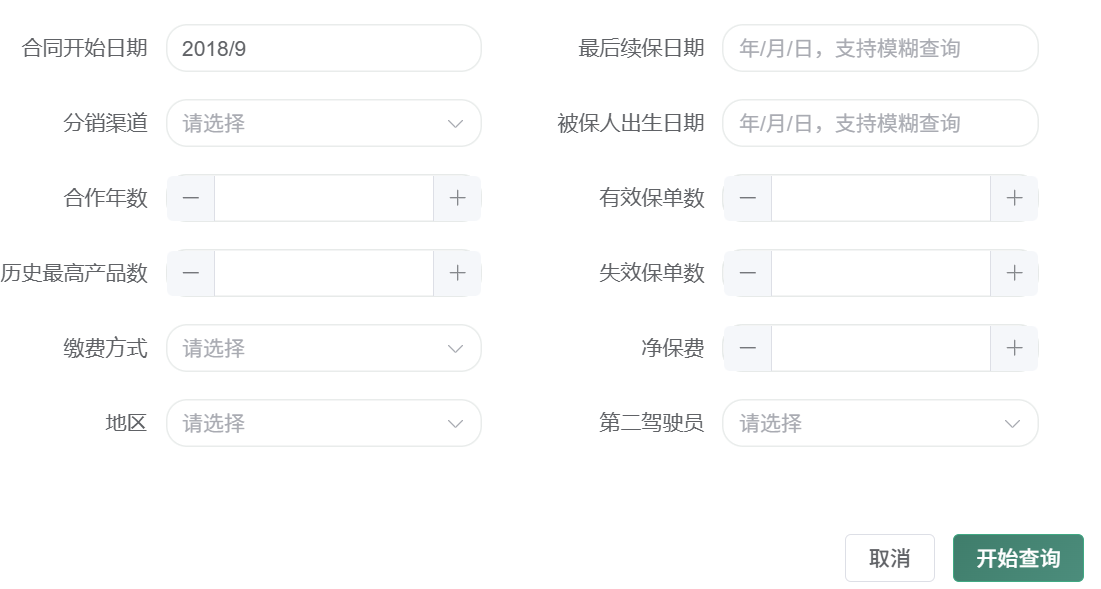 合同开始日期 2018/9 最后续保日期 年/月/日，支持模糊查询
分销渠道 请选择 被保人出生日期 年/月/日，支持模糊查询
合作年数 有效保单数
历史最高产品数 失效保单数
缴费方式 请选择 净保费
地区 请选择 第二驾驶员 请选择
取消 开始查询